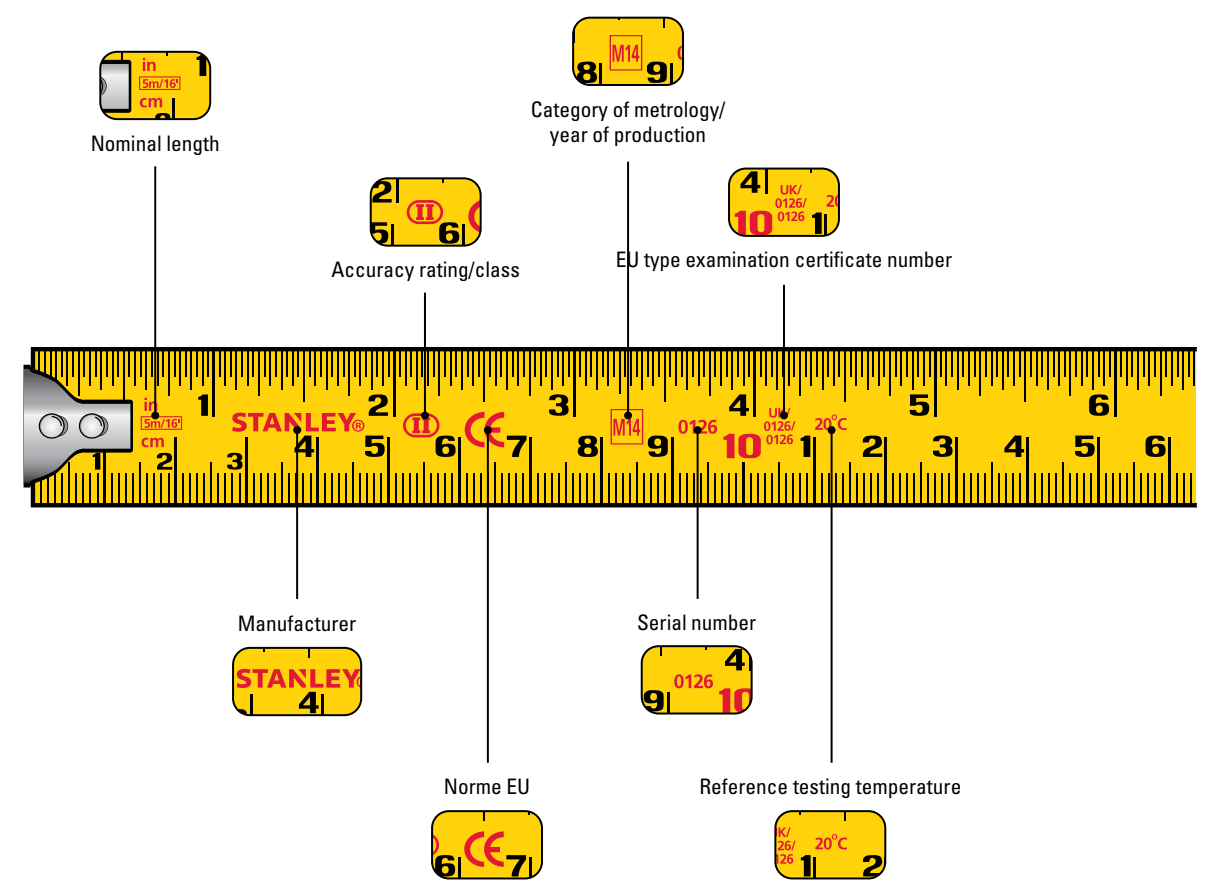 in
5m/16'
cm
1
M14
8 9
Nominal length
Category of metrology/
year of production
2
II
5 6
4
UK/
0126/
0126
10 1
Accuracy rating/class
EU type examination certificate number
in
5m/16'
cm
1 2 3 4 5 6
STANLEY®
II
CE
M14
0126
UK/
0126/
0126
20°C
1 2 3 4 5 6 7 8 9 10 1 2 3 4 5 6
Manufacturer
STANLEY
4
Serial number
4
0126
9 10
Norme EU
CE
6 7
Reference testing temperature
20°C
1 2